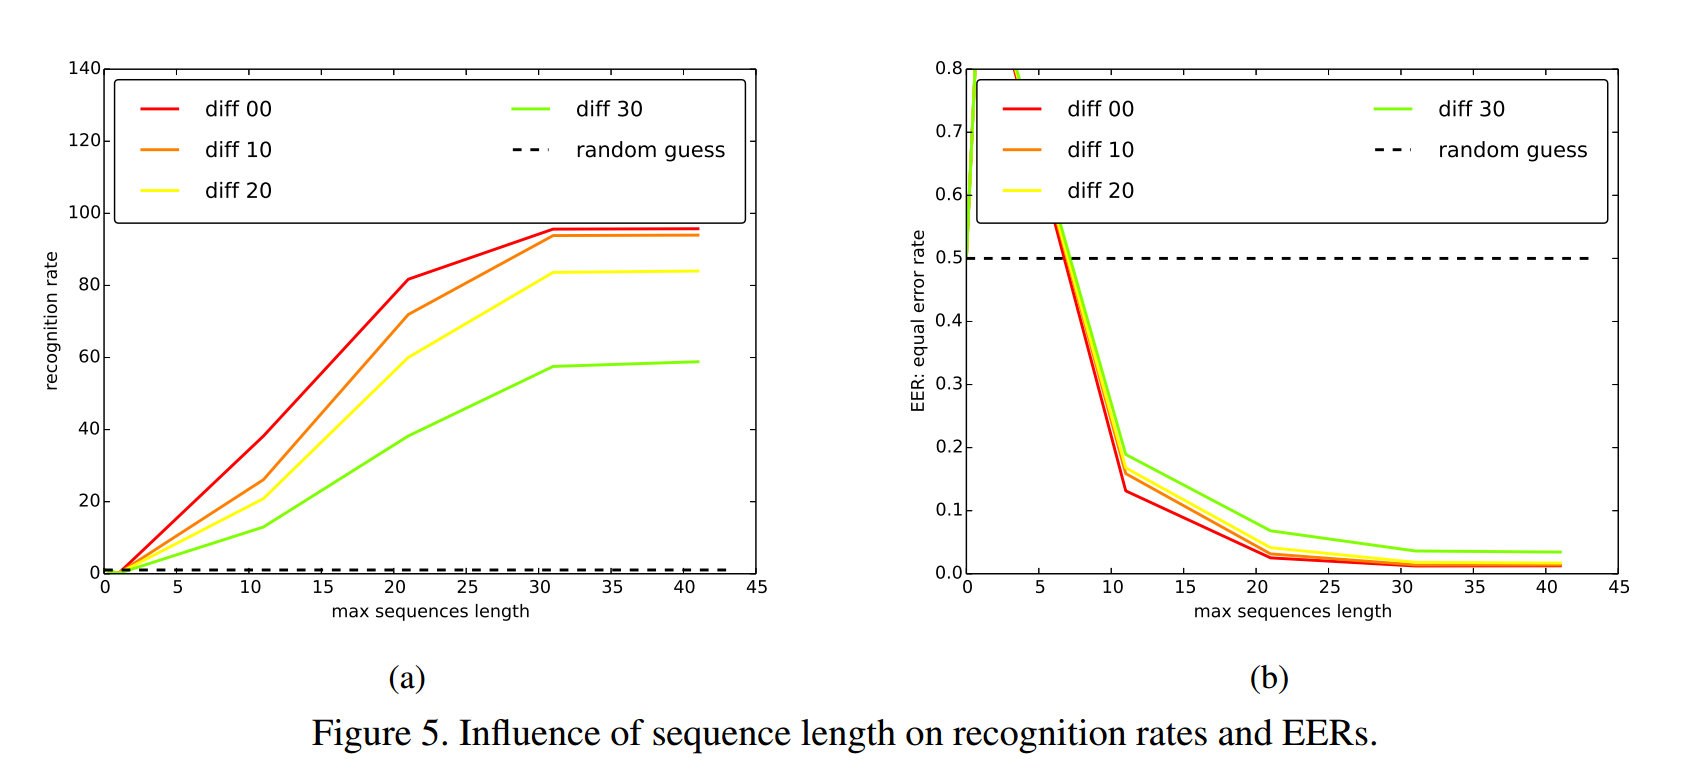 140
120
100
80
60
40
20
0
recognition rate
diff 00
diff 10
diff 20
diff 30
random guess
0 5 10 15 20 25 30 35 40 45
max sequences length
(a)
0.8
0.7
0.6
0.5
0.4
0.3
0.2
0.1
0.0
EER: equal error rate
diff 00
diff 10
diff 20
diff 30
random guess
0 5 10 15 20 25 30 35 40 45
max sequences length
(b)
Figure 5. Influence of sequence length on recognition rates and EERs.